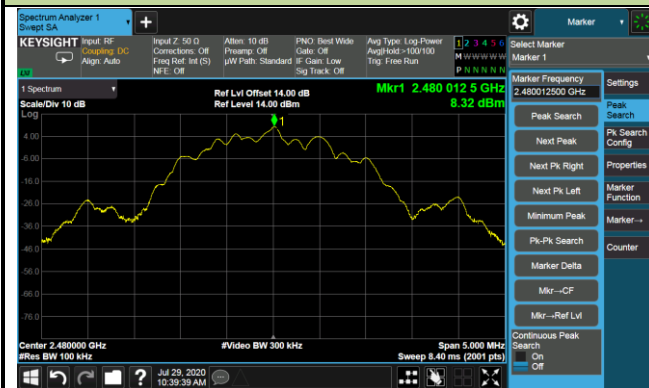 Spectrum Analyzer 1
Swept SA
+
Marker
KEYSIGHT
Input: RF
Coupling: DC
Align: Auto
Input Z: 50 Ω
Corrections: Off
Freq Ref: Int (S)
NFE: Off
Atten: 10 dB
Preamp: Off
µW Path: Standard
PNO: Best Wide
Gate: Off
IF Gain: Low
Sig Track: Off
Avg Type: Log-Power
Avg|Hold:>100/100
Trig: Free Run
1 2 3 4 5 6
M W W W W W
P N N N N N
Select Marker
Marker 1
1 Spectrum
Scale/Div 10 dB
Log
Ref Lvl Offset 14.00 dB
Ref Level 14.00 dBm
Mkr1 2.480 012 5 GHz
8.32 dBm
1
4.00
-6.00
-16.0
-26.0
-36.0
-46.0
-56.0
-66.0
-76.0
Center 2.480000 GHz
#Res BW 100 kHz
#Video BW 300 kHz
Span 5.000 MHz
Sweep 8.40 ms (2001 pts)
Marker Frequency
2.480012500 GHz
Peak Search
Next Peak
Next Pk Right
Next Pk Left
Minimum Peak
Pk-Pk Search
Marker Delta
Mkr→CF
Mkr→Ref Lvl
Continuous Peak
Search
On
Off
Settings
Peak
Search
Pk Search
Config
Properties
Marker
Function
Marker→
Counter
?
Jul 29, 2020
10:39:39 AM